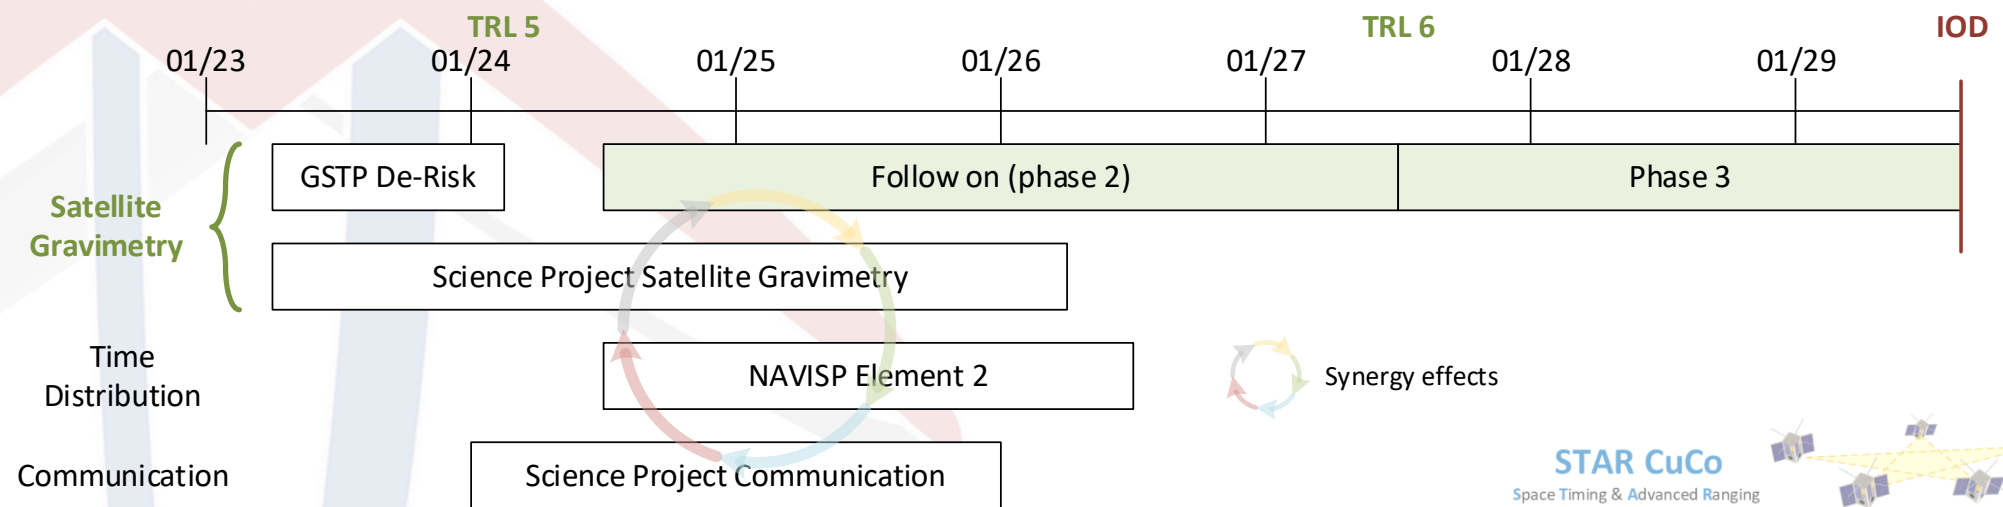 TRL 5
TRL 6
IOD
01/23
01/24
01/25
01/26
01/27
01/28
01/29
GSTP De-Risk
Follow on (phase 2)
Phase 3
Satellite
Gravimetry
Science Project Satellite Gravimetry
Time
Distribution
NAVISP Element 2
Synergy effects
Communication
Science Project Communication
STAR CuCo
Space Timing & Advanced Ranging